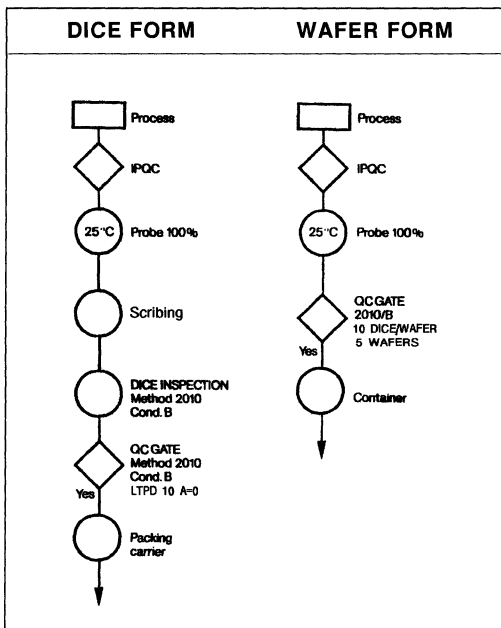 DICE FORM
WAFER FORM
Process
IPQC
25°C Probe 100%
Scribing
DICE INSPECTION
Method 2010
Cond. B
QC GATE
Method 2010
Cond. B
LTPD 10 A=0
Yes
Packing
carrier
Process
IPQC
25°C Probe 100%
QC GATE
2010/B
10 DICE/WAFER
5 WAFERS
Yes
Container